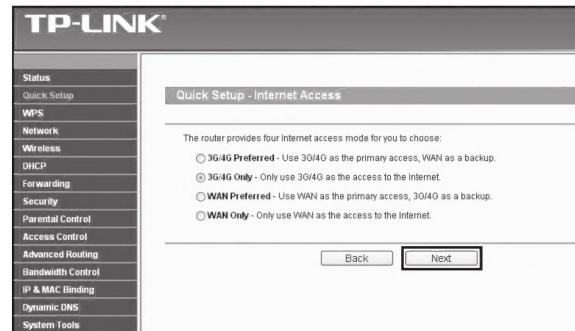 TP-LINK®
Status
Quick Setup
WPS
Network
Wireless
DHCP
Forwarding
Security
Parental Control
Access Control
Advanced Routing
Bandwidth Control
IP & MAC Binding
Dynamic DNS
System Tools
Quick Setup - Internet Access
The router provides four Internet access mode for you to choose:
3G/4G Preferred - Use 3G/4G as the primary access, WAN as a backup.
3G/4G Only - Only use 3G/4G as the access to the Internet.
WAN Preferred - Use WAN as the primary access, 3G/4G as a backup.
WAN Only - Only use WAN as the access to the Internet.
Back Next